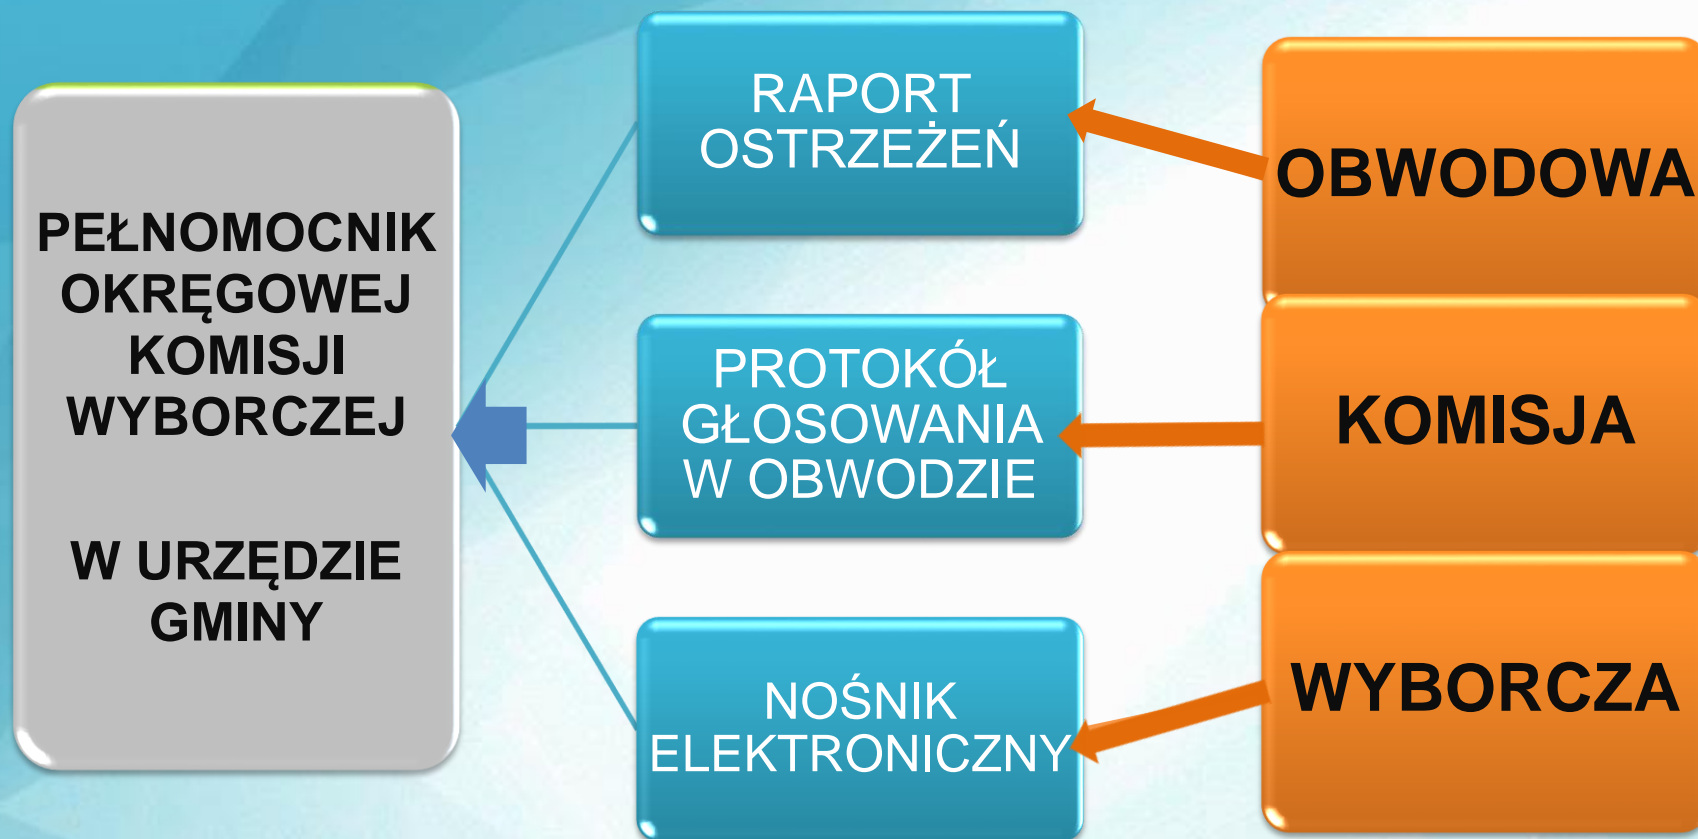 PEŁNOMOCNIK
OKRĘGOWEJ
KOMISJI
WYBORCZEJ
W URZĘDZIE
GMINY
RAPORT
OSTRZEŻEŃ
PROTOKÓŁ
GŁOSOWANIA
W OBWODZIE
NOŚNIK
ELEKTRONICZNY
OBWODOWA
KOMISJA
WYBORCZA